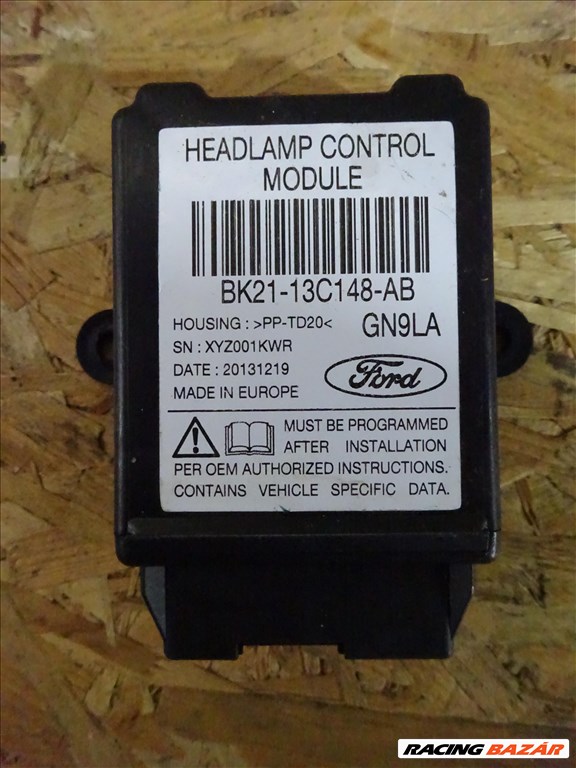 HEADLAMP CONTROL
MODULE
BK21-13C148-AB
HOUSING : >PP-TD20<
GN9LA
SN : XYZ001KWR
DATE : 20131219
MADE IN EUROPE
Ford
MUST BE PROGRAMMED
AFTER INSTALLATION
PER OEM AUTHORIZED INSTRUCTIONS.
CONTAINS VEHICLE SPECIFIC DATA.
RACING BAZÁR